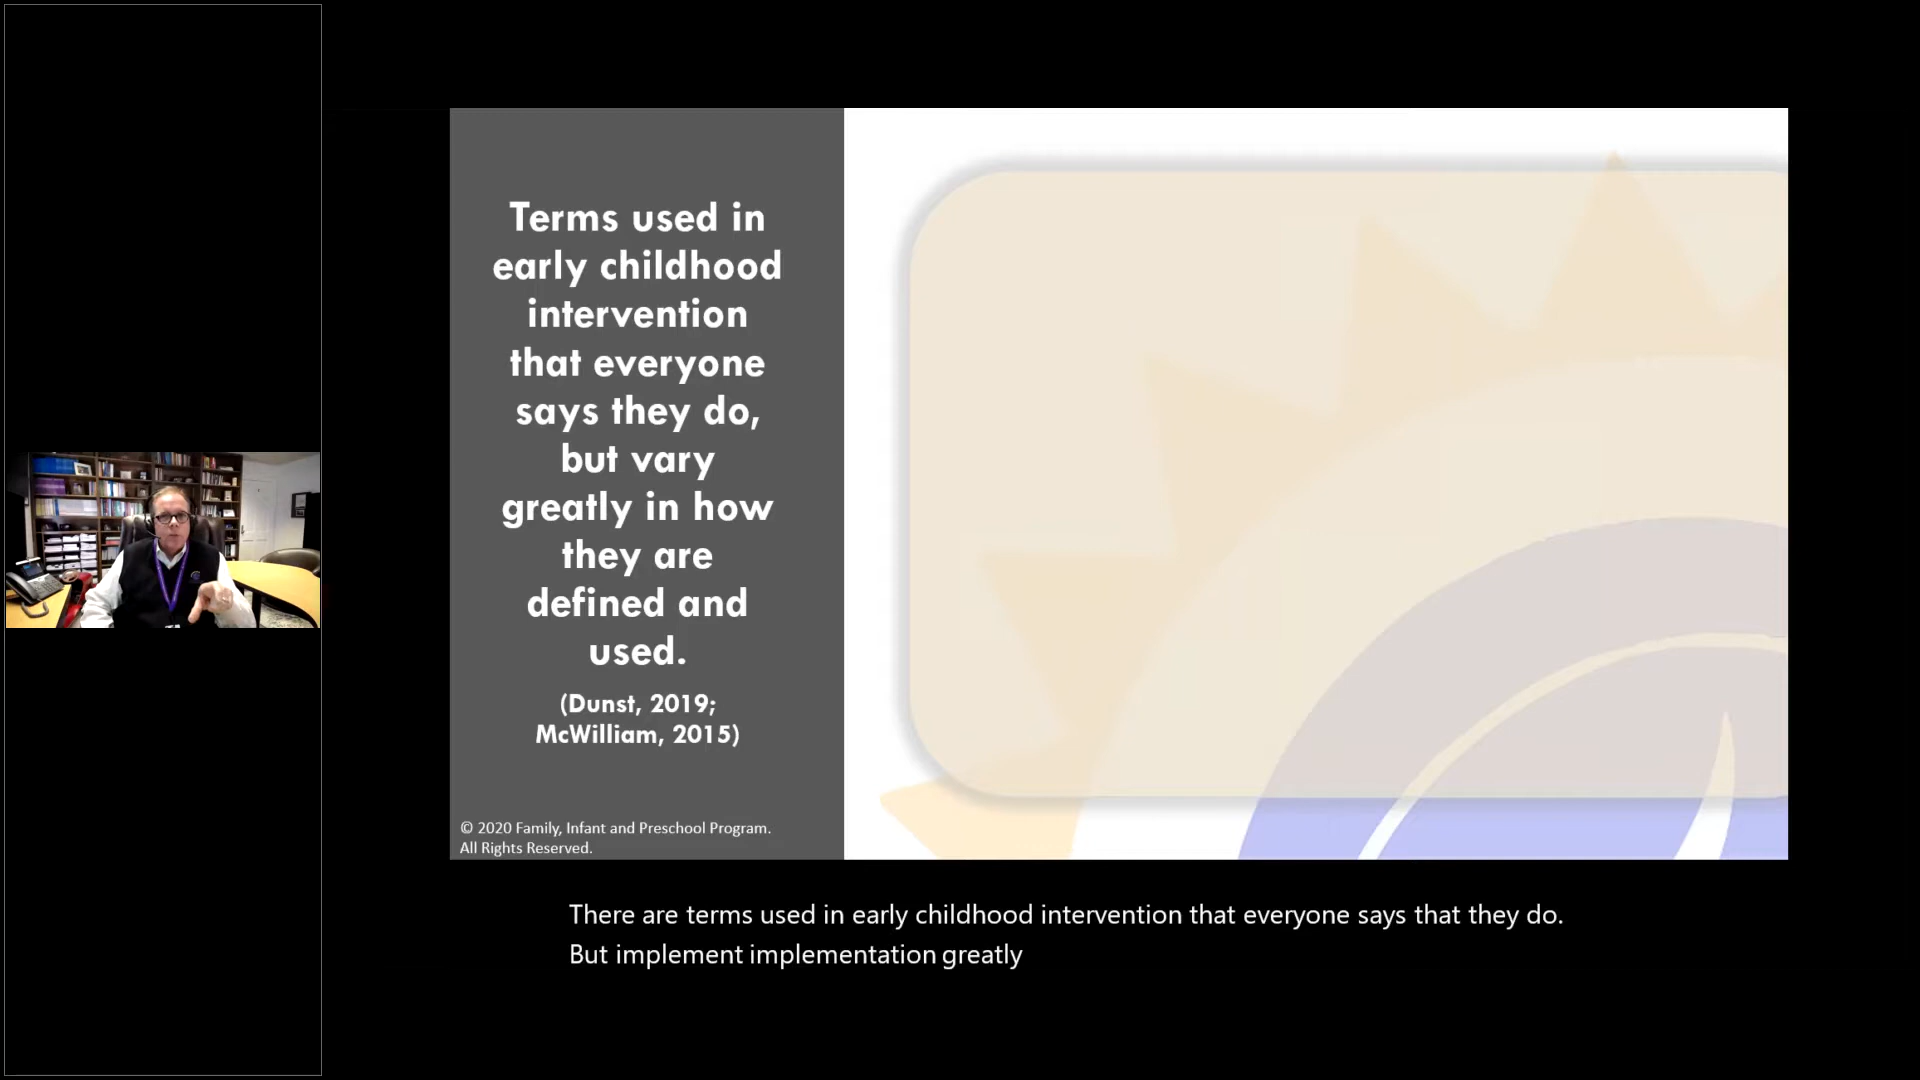 Terms used in
early childhood
intervention
that everyone
says they do,
but vary
greatly in how
they are
defined and
used.
(Dunst, 2019;
McWilliam, 2015)
© 2020 Family, Infant and Preschool Program.
All Rights Reserved.
There are terms used in early childhood intervention that everyone says that they do.
But implement implementation greatly